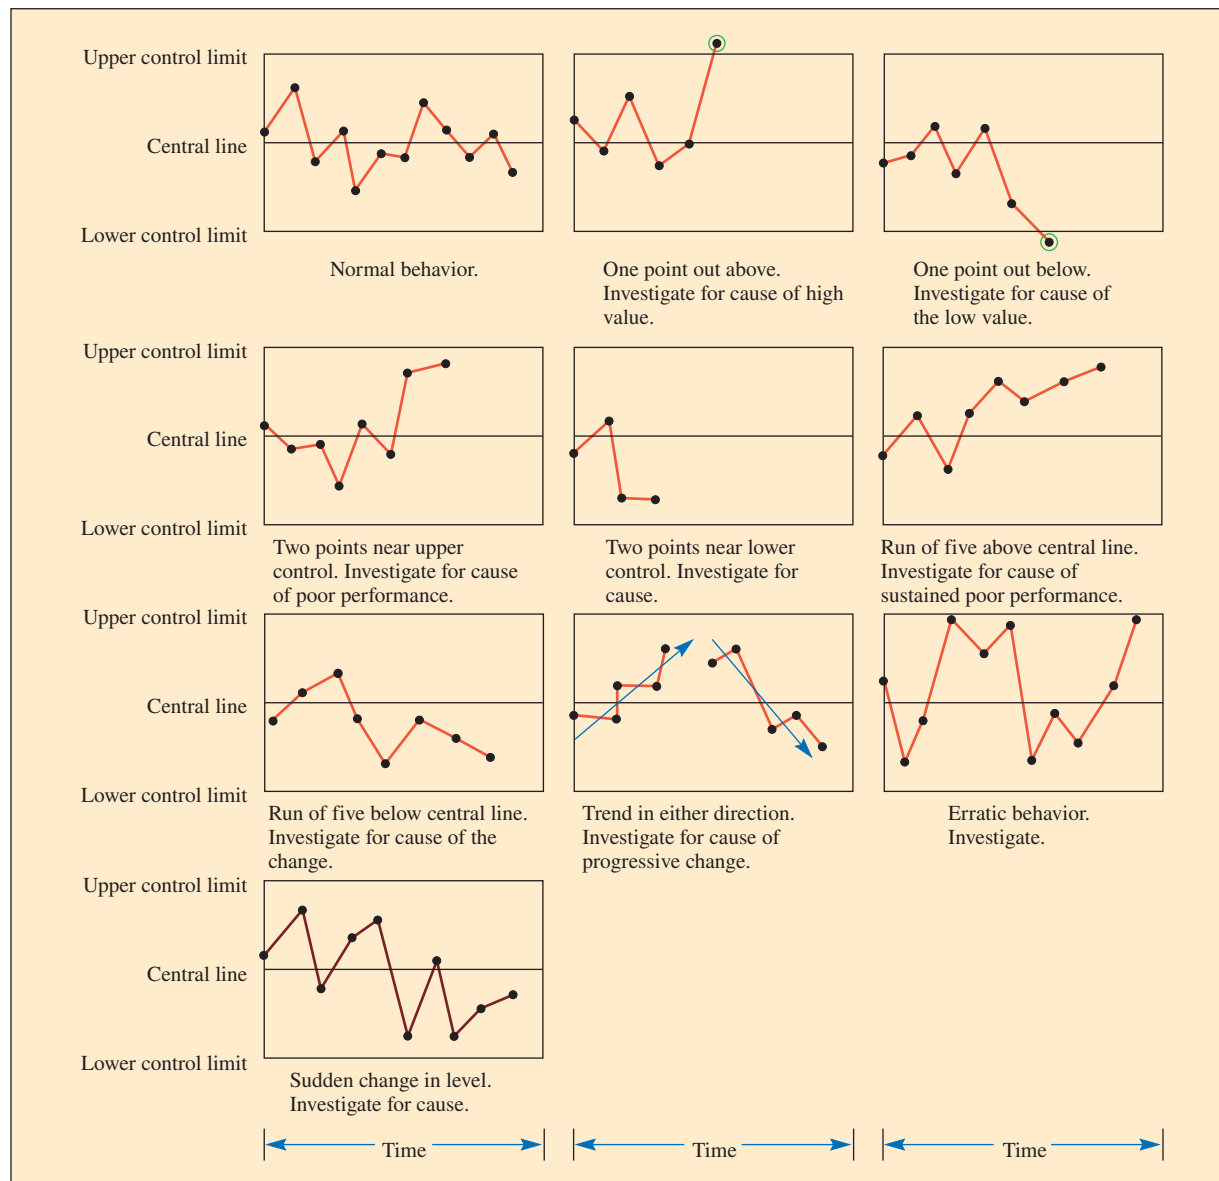 Upper control limit
Central line
Lower control limit
Normal behavior.
One point out above.
Investigate for cause of high
value.
One point out below.
Investigate for cause of
the low value.
Upper control limit
Central line
Lower control limit
Two points near upper
control. Investigate for cause
of poor performance.
Two points near lower
control. Investigate for
cause.
Run of five above central line.
Investigate for cause of
sustained poor performance.
Upper control limit
Central line
Lower control limit
Run of five below central line.
Investigate for cause of the
change.
Trend in either direction.
Investigate for cause of
progressive change.
Erratic behavior.
Investigate.
Upper control limit
Central line
Lower control limit
Sudden change in level.
Investigate for cause.
Time
Time
Time